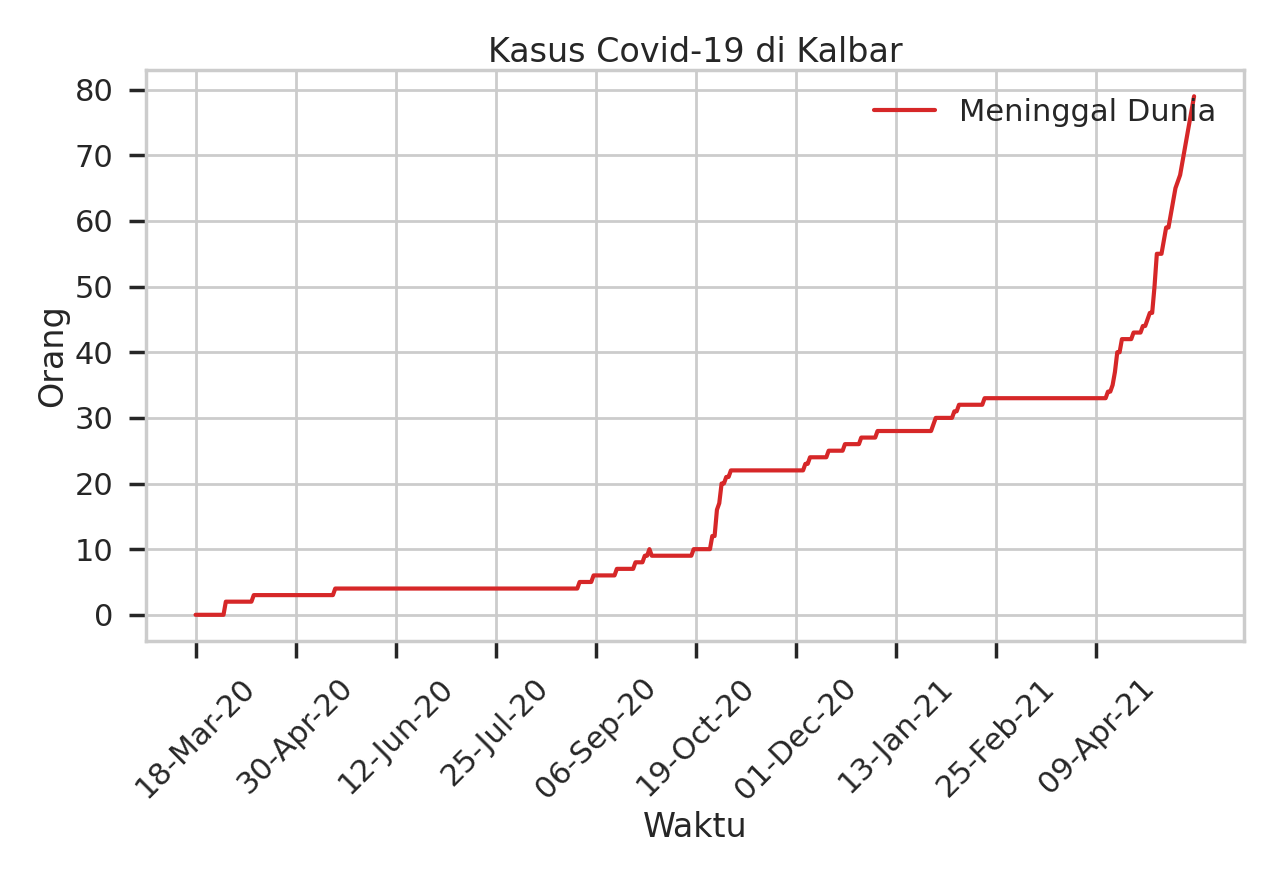 Kasus Covid-19 di Kalbar
Meninggal Dunia
80
70
60
50
40
30
20
10
0
Orang
18-Mar-20
30-Apr-20
12-Jun-20
25-Jul-20
06-Sep-20
19-Oct-20
01-Dec-20
13-Jan-21
25-Feb-21
09-Apr-21
Waktu